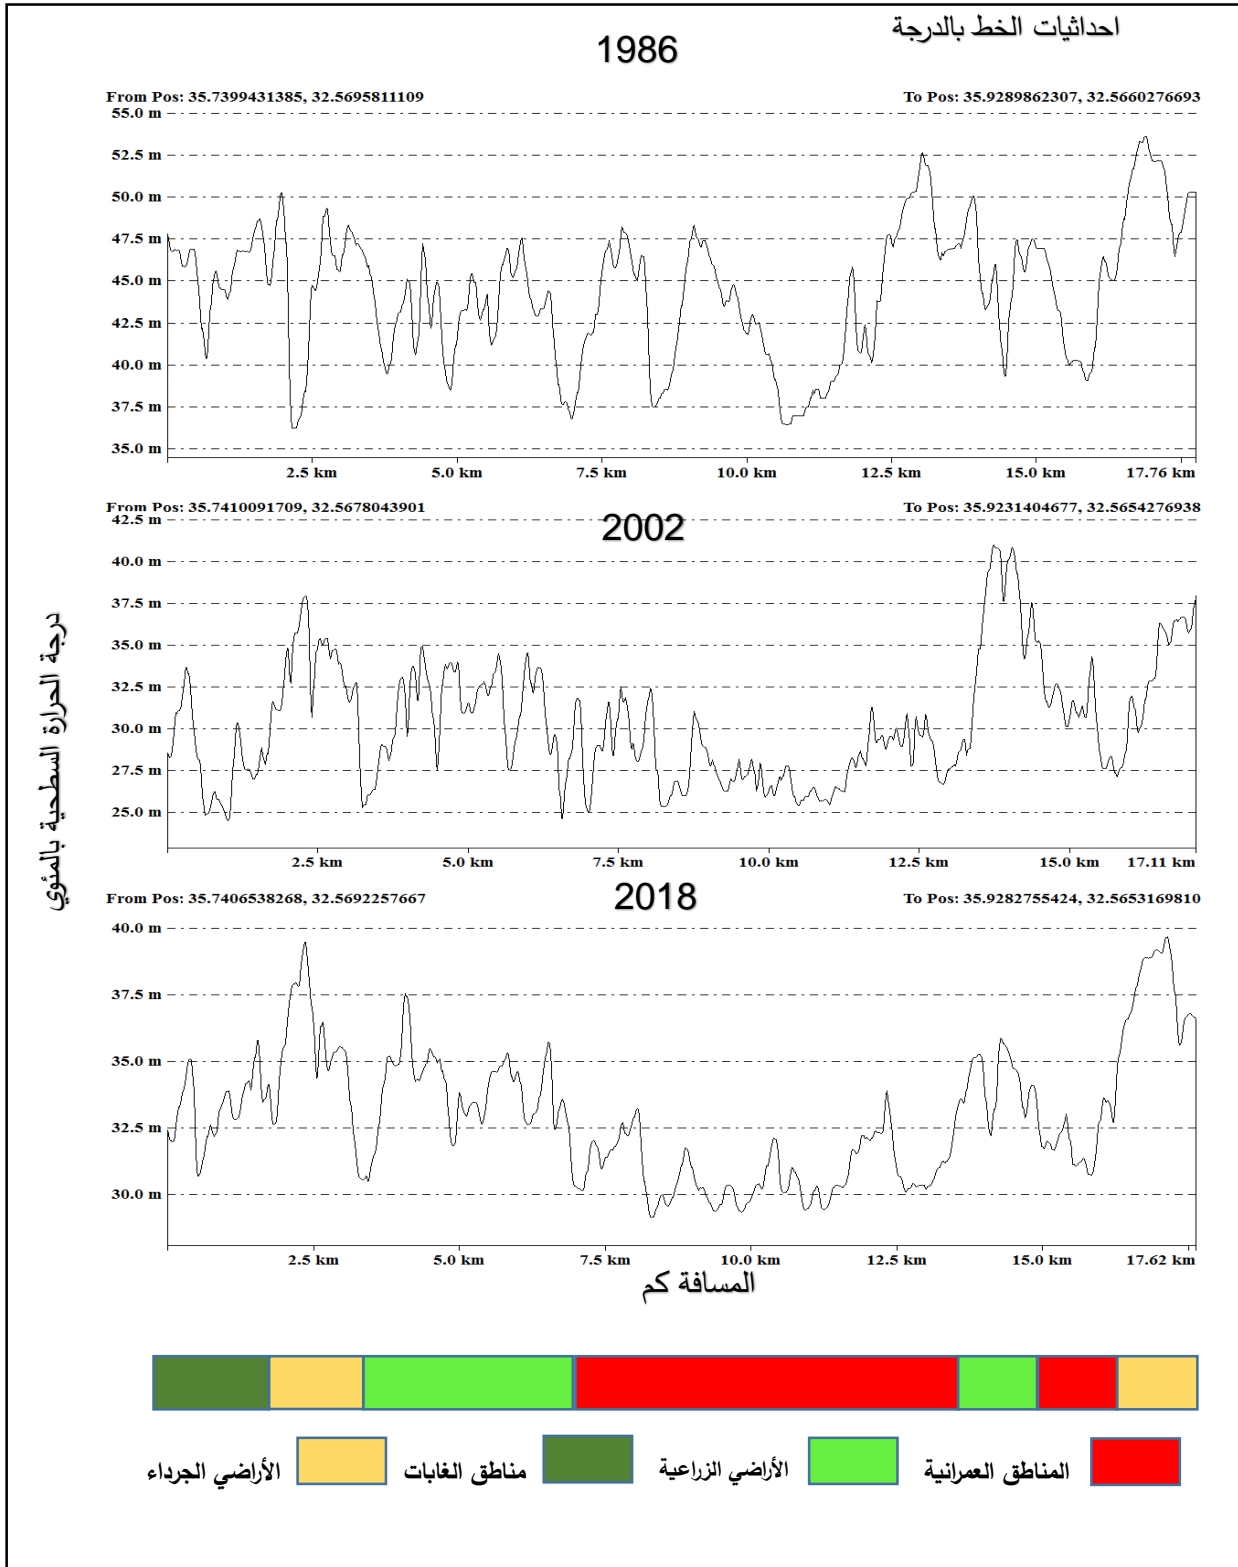 احداثيات الخط بالدرجة
1986
From Pos: 35.7399431385, 32.5695811109
To Pos: 35.9289862307, 32.5660276693
55.0 m
52.5 m
50.0 m
47.5 m
45.0 m
42.5 m
40.0 m
37.5 m
35.0 m
2.5 km 5.0 km 7.5 km 10.0 km 12.5 km 15.0 km 17.76 km
From Pos: 35.7410091709, 32.5678043901
To Pos: 35.9231404677, 32.5654276938
2002
42.5 m
40.0 m
37.5 m
35.0 m
32.5 m
30.0 m
27.5 m
25.0 m
2.5 km 5.0 km 7.5 km 10.0 km 12.5 km 15.0 km 17.11 km
درجة الحرارة السطحية بالمئوي
From Pos: 35.7406538268, 32.5692257667
2018
To Pos: 35.9282755424, 32.5653169810
40.0 m
37.5 m
35.0 m
32.5 m
30.0 m
2.5 km 5.0 km 7.5 km 10.0 km 12.5 km 15.0 km 17.62 km
المسافة كم
المناطق العمرانية
الأراضي الزراعية
مناطق الغابات
الأراضي الجرداء